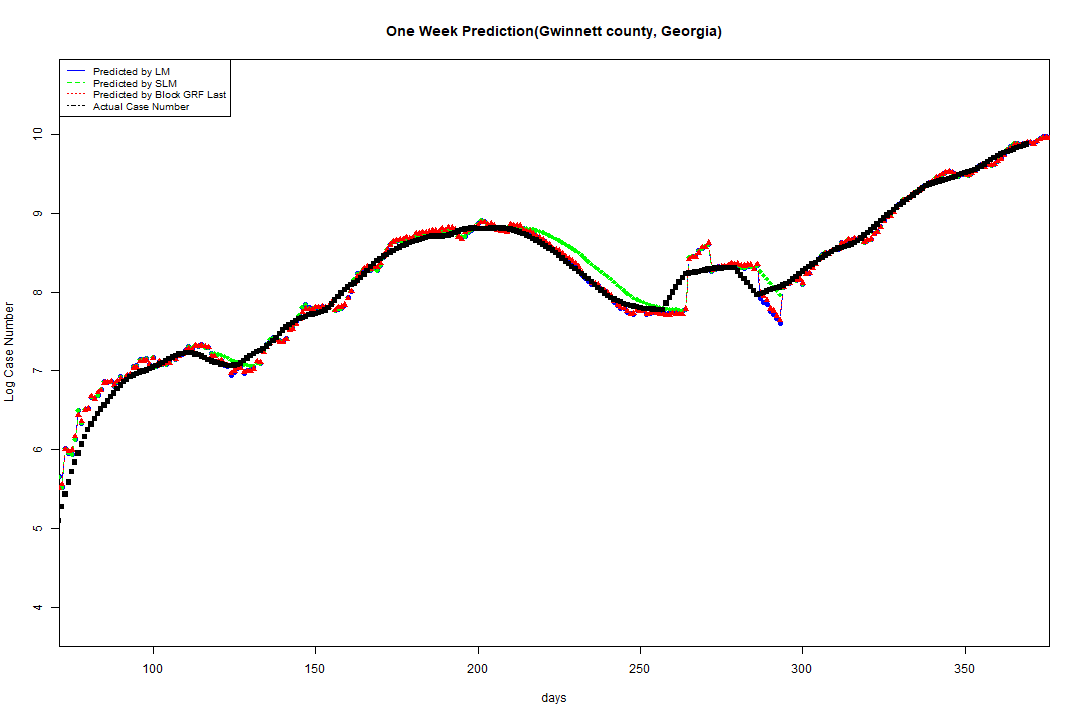 One Week Prediction(Gwinnett county, Georgia)
Predicted by LM
Predicted by SLM
Predicted by Block GRF Last
Actual Case Number
Log Case Number
10
9
8
7
6
5
4
100 150 200 250 300 350
days